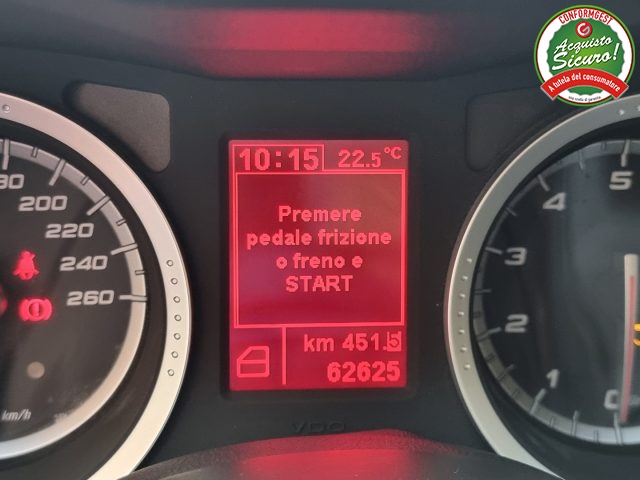 CONFORMGEST
Acquisto
Sicuro!
A tutela del consumatore
10:15 22.5°C
Premere
pedale frizione
o freno e
START
km 451.5
62625
200
220
240
260
km/h
5
4
3
2
1
0
VDO